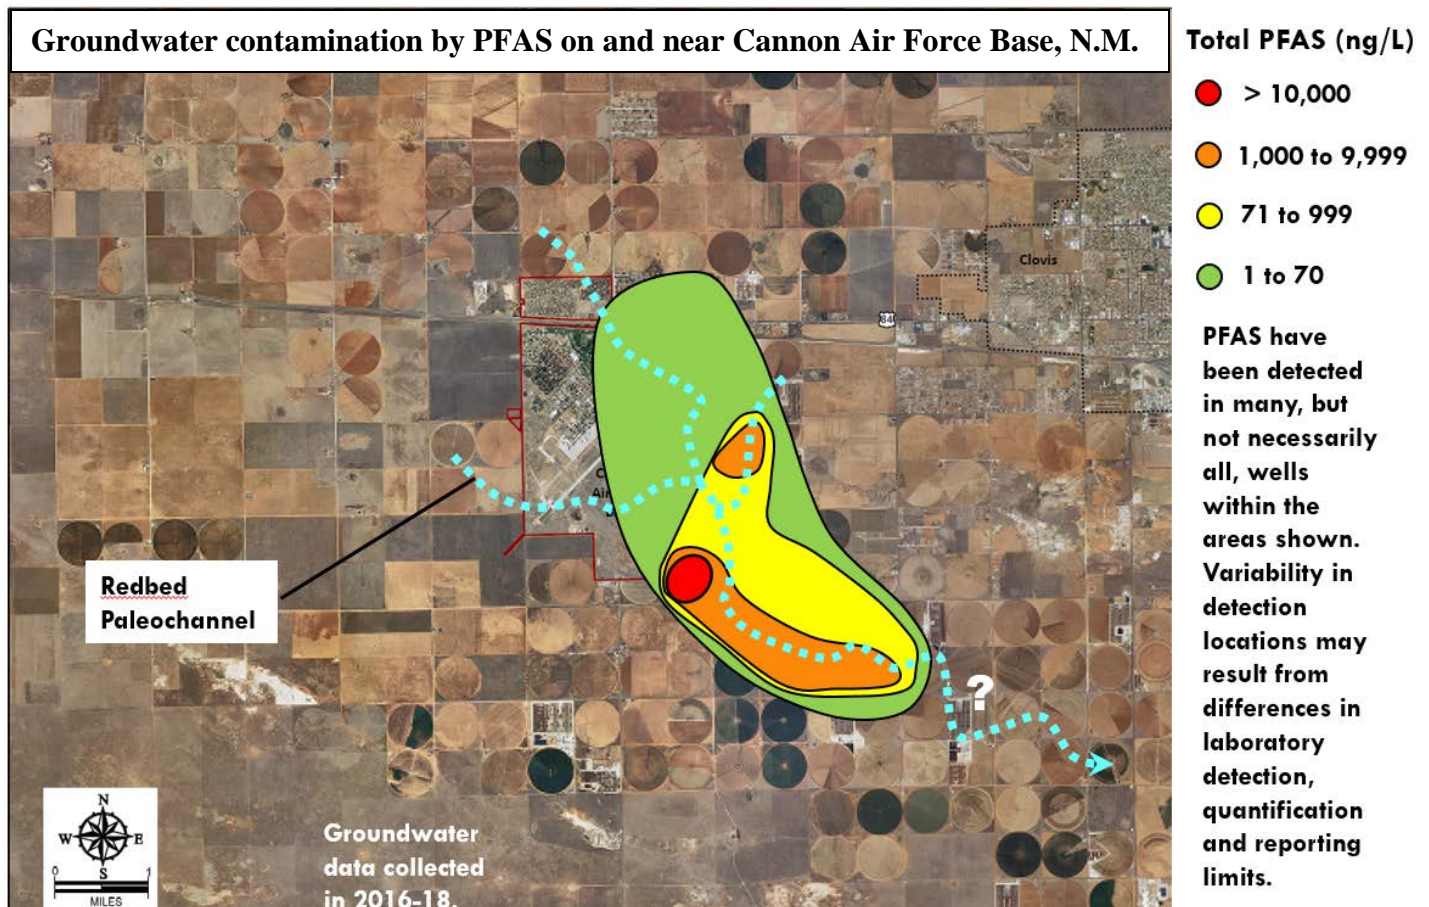 Groundwater contamination by PFAS on and near Cannon Air Force Base, N.M.
Total PFAS (ng/L)
> 10,000
1,000 to 9,999
71 to 999
1 to 70
PFAS have
been detected
in many, but
not necessarily
all, wells
within the
areas shown.
Variability in
detection
locations may
result from
differences in
laboratory
detection,
quantification
and reporting
limits.
Clovis
84
C
Air
Redbed
Paleochannel
?
N
W E
S
0 1
MILES
Groundwater
data collected
in 2016-18.